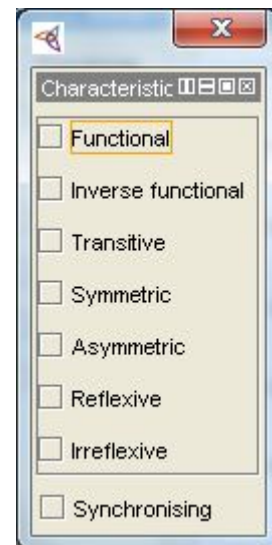 Characteristic
Functional
Inverse functional
Transitive
Symmetric
Asymmetric
Reflexive
Irreflexive
Synchronising